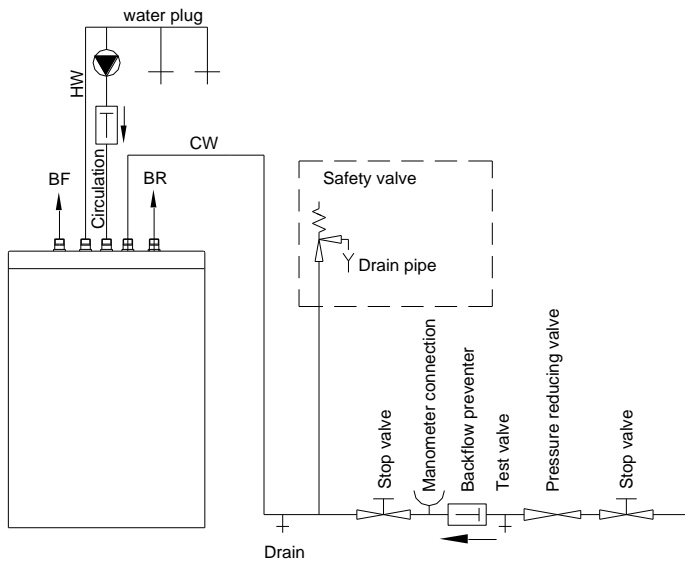 water plug
HW
CW
Circulation
BF
BR
Safety valve
Drain pipe
Stop valve
Manometer connection
Backflow preventer
Test valve
Pressure reducing valve
Stop valve
Drain